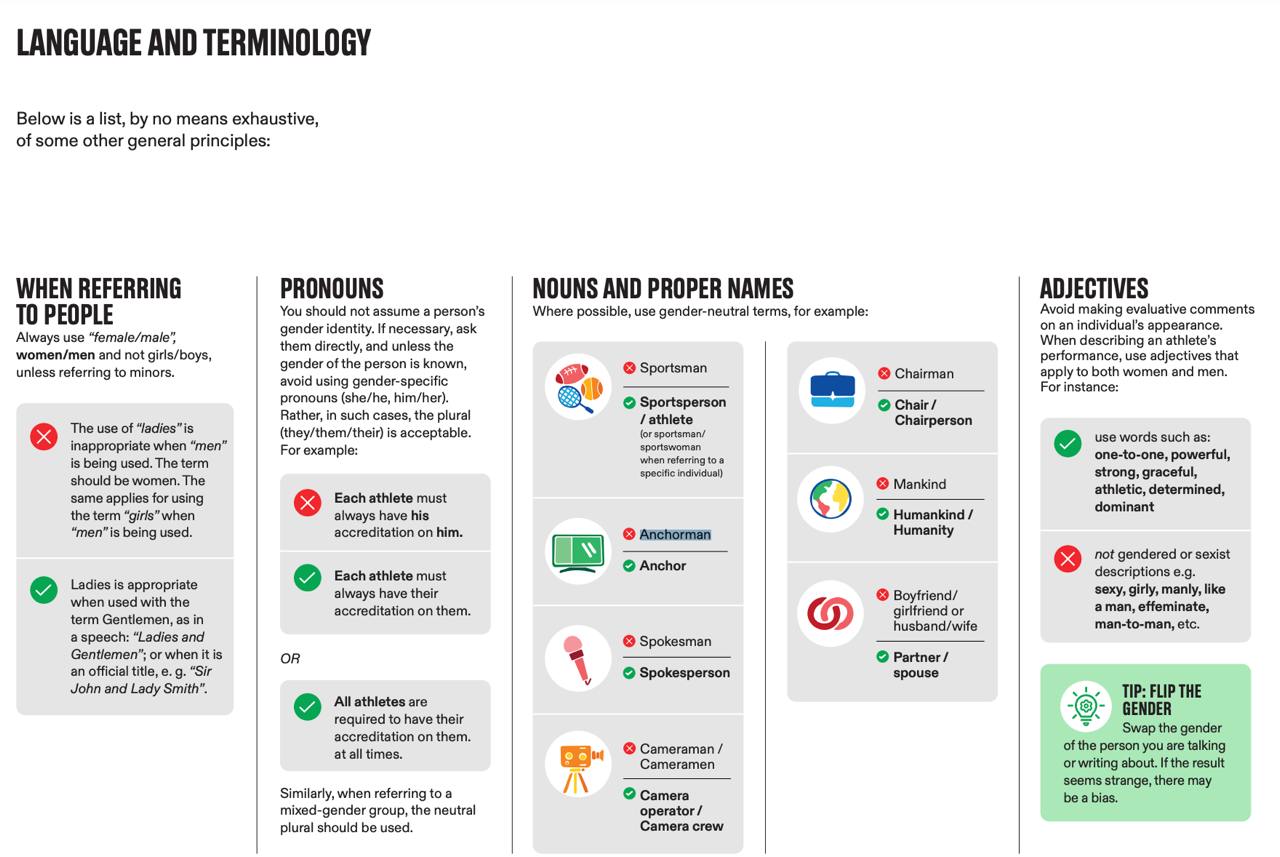 LANGUAGE AND TERMINOLOGY
Below is a list, by no means exhaustive,
of some other general principles:
WHEN REFERRING
TO PEOPLE
Always use “female/male”,
women/men and not girls/boys,
unless referring to minors.
The use of “ladies” is
inappropriate when “men”
is being used. The term
should be women. The
same applies for using
the term “girls” when
“men” is being used.
Ladies is appropriate
when used with the
term Gentlemen, as in
a speech: “Ladies and
Gentlemen”; or when it is
an official title, e. g. “Sir
John and Lady Smith”.
PRONOUNS
You should not assume a person’s
gender identity. If necessary, ask
them directly, and unless the
gender of the person is known,
avoid using gender-specific
pronouns (she/he, him/her).
Rather, in such cases, the plural
(they/them/their) is acceptable.
For example:
Each athlete must
always have his
accreditation on him.
Each athlete must
always have their
accreditation on them.
OR
All athletes are
required to have their
accreditation on them.
at all times.
Similarly, when referring to a
mixed-gender group, the neutral
plural should be used.
NOUNS AND PROPER NAMES
Where possible, use gender-neutral terms, for example:
Sportsman
Sportsperson
/ athlete
(or sportsman/
sportswoman
when referring to a
specific individual)
Anchorman
Anchor
Spokesman
Spokesperson
Cameraman /
Cameramen
Camera
operator /
Camera crew
Chairman
Chair /
Chairperson
Mankind
Humankind /
Humanity
Boyfriend/
girlfriend or
husband/wife
Partner /
spouse
ADJECTIVES
Avoid making evaluative comments
on an individual’s appearance.
When describing an athlete’s
performance, use adjectives that
apply to both women and men.
For instance:
use words such as:
one-to-one, powerful,
strong, graceful,
athletic, determined,
dominant
not gendered or sexist
descriptions e.g.
sexy, girly, manly, like
a man, effeminate,
man-to-man, etc.
TIP: FLIP THE
GENDER
Swap the gender
of the person you are talking
or writing about. If the result
seems strange, there may
be a bias.